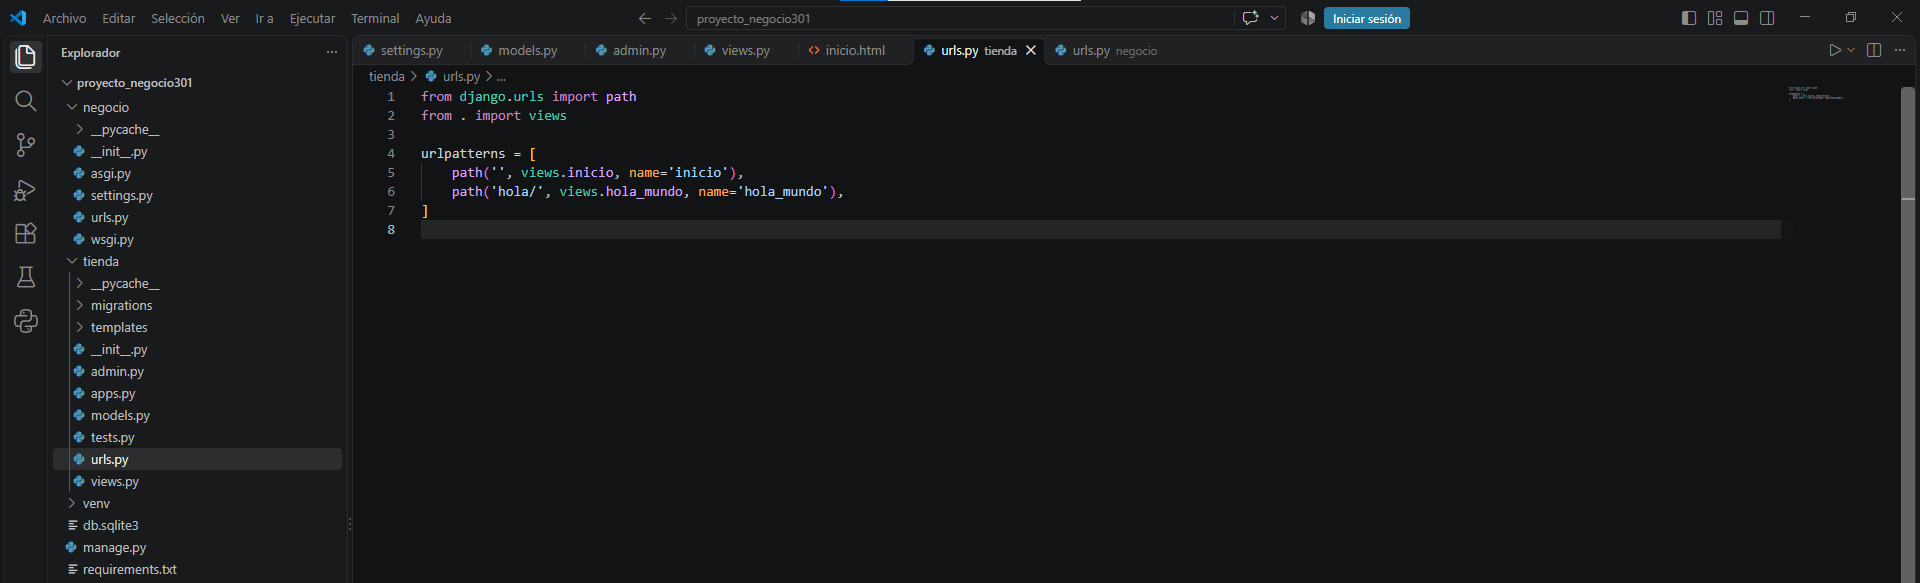 Archivo Editar Selección Ver Ir a Ejecutar Terminal Ayuda
proyecto_negocio301
Iniciar sesión
Explorador
settings.py models.py admin.py views.py inicio.html urls.py tienda urls.py negocio
tienda urls.py ...
proyecto_negocio301
negocio
__pycache__
__init__.py
asgi.py
settings.py
urls.py
wsgi.py
tienda
__pycache__
migrations
templates
__init__.py
admin.py
apps.py
models.py
tests.py
urls.py
views.py
venv
db.sqlite3
manage.py
requirements.txt
1 from django.urls import path
2 from . import views
3
4 urlpatterns = [
5 path('', views.inicio, name='inicio'),
6 path('hola/', views.hola_mundo, name='hola_mundo'),
7 ]
8